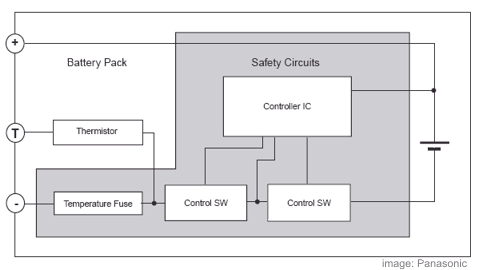 +
Battery Pack
Safety Circuits
Controller IC
T
Thermistor
-
Temperature Fuse
Control SW
Control SW
image: Panasonic